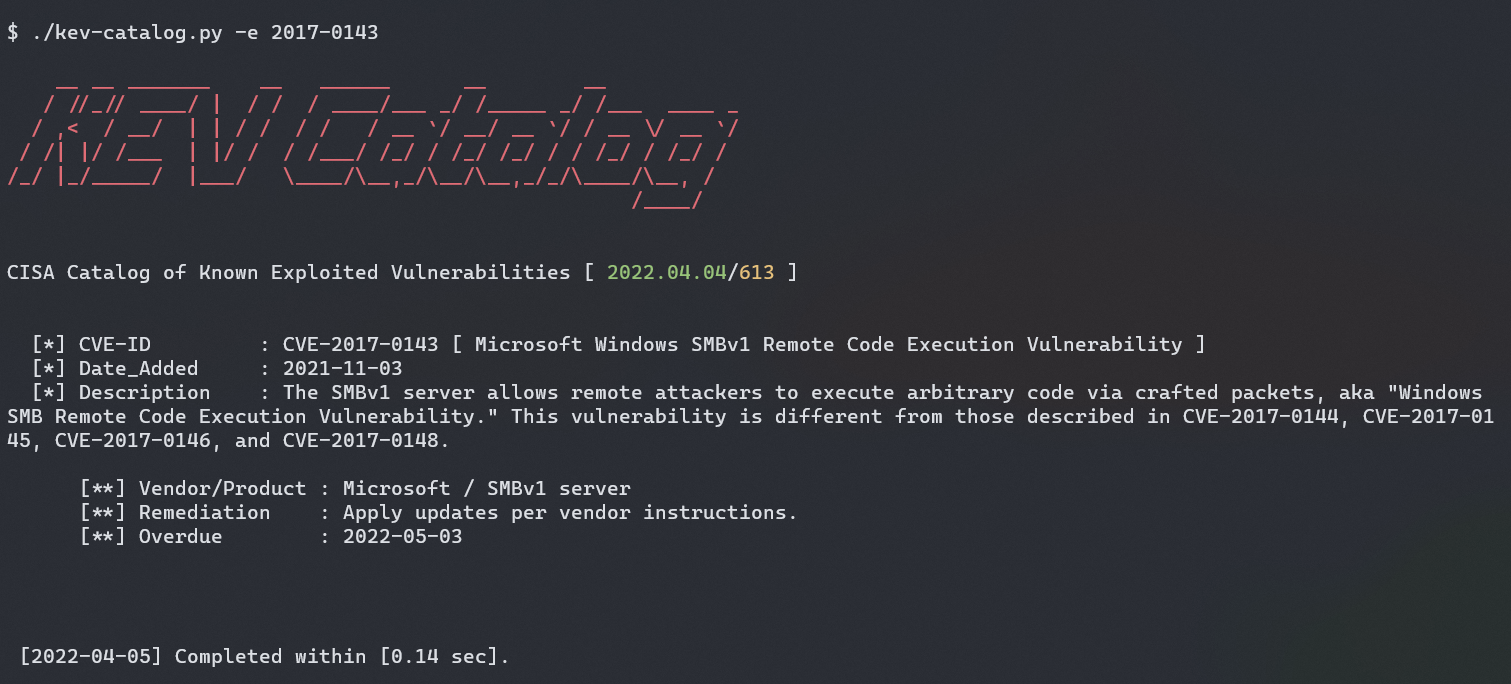 $ ./kev-catalog.py -e 2017-0143
KEV Catalog
CISA Catalog of Known Exploited Vulnerabilities [ 2022.04.04/613 ]
[*] CVE-ID         : CVE-2017-0143 [ Microsoft Windows SMBv1 Remote Code Execution Vulnerability ]
[*] Date_Added     : 2021-11-03
[*] Description    : The SMBv1 server allows remote attackers to execute arbitrary code via crafted packets, aka "Windows
SMB Remote Code Execution Vulnerability." This vulnerability is different from those described in CVE-2017-0144, CVE-2017-01
45, CVE-2017-0146, and CVE-2017-0148.
[**] Vendor/Product : Microsoft / SMBv1 server
[**] Remediation    : Apply updates per vendor instructions.
[**] Overdue        : 2022-05-03
[2022-04-05] Completed within [0.14 sec].